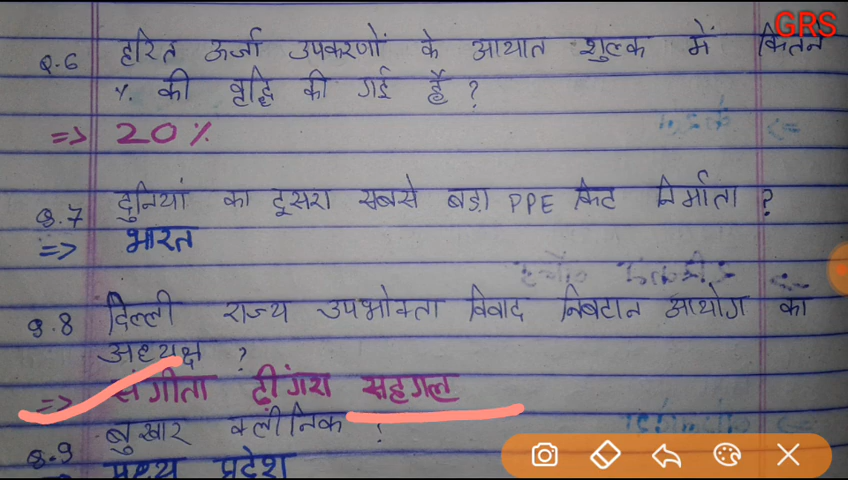 GRS
Q.6 हरित ऊर्जा उपकरणों के आयात शुल्क में कितने
% की वृद्धि की गई है ?
=> 20%
Q.7 दुनियां का दूसरा सबसे बड़ा PPE किट निर्माता ?
=> भारत
Q.8 दिल्ली राज्य उपभोक्ता विवाद निबटान आयोग का
अध्यक्ष ?
=> संगीता ढींगरा सहगल
Q.9 बुखार क्लीनिक ?
मध्य प्रदेश